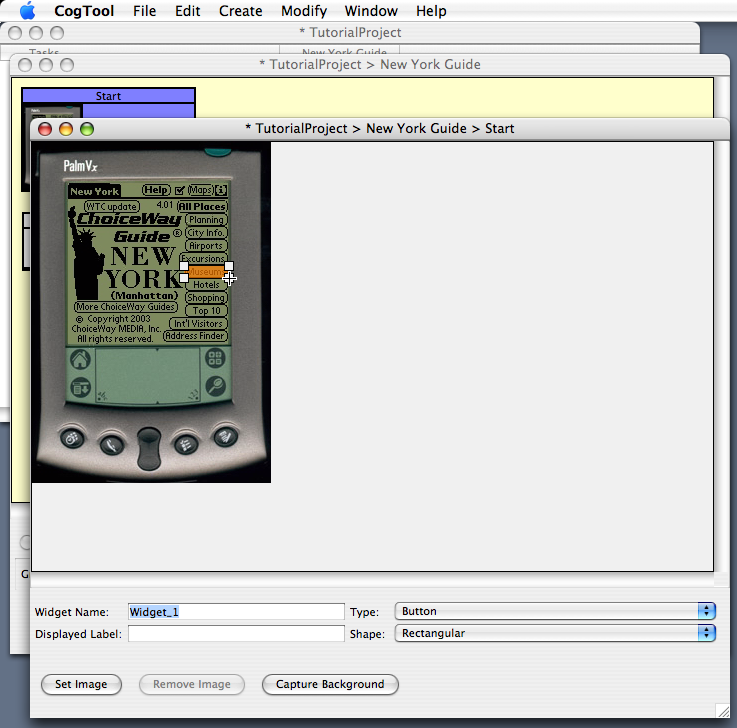 CogTool File Edit Create Modify Window Help
* TutorialProject
Tasks New York Guide
* TutorialProject > New York Guide
Start
* TutorialProject > New York Guide > Start
PalmVx
New York Help Maps i
WTC update 4.01 All Places
ChoiceWay Planning
Guide ® City Info.
Airports
NEW Excursions
YORK Museums
Hotels
(Manhattan) Shopping
More ChoiceWay Guides Top 10
© Copyright 2003 Int'l Visitors
ChoiceWay MEDIA, Inc. Address Finder
All rights reserved.
G
Widget Name: Widget_1 Type: Button
Displayed Label: Shape: Rectangular
Set Image Remove Image Capture Background